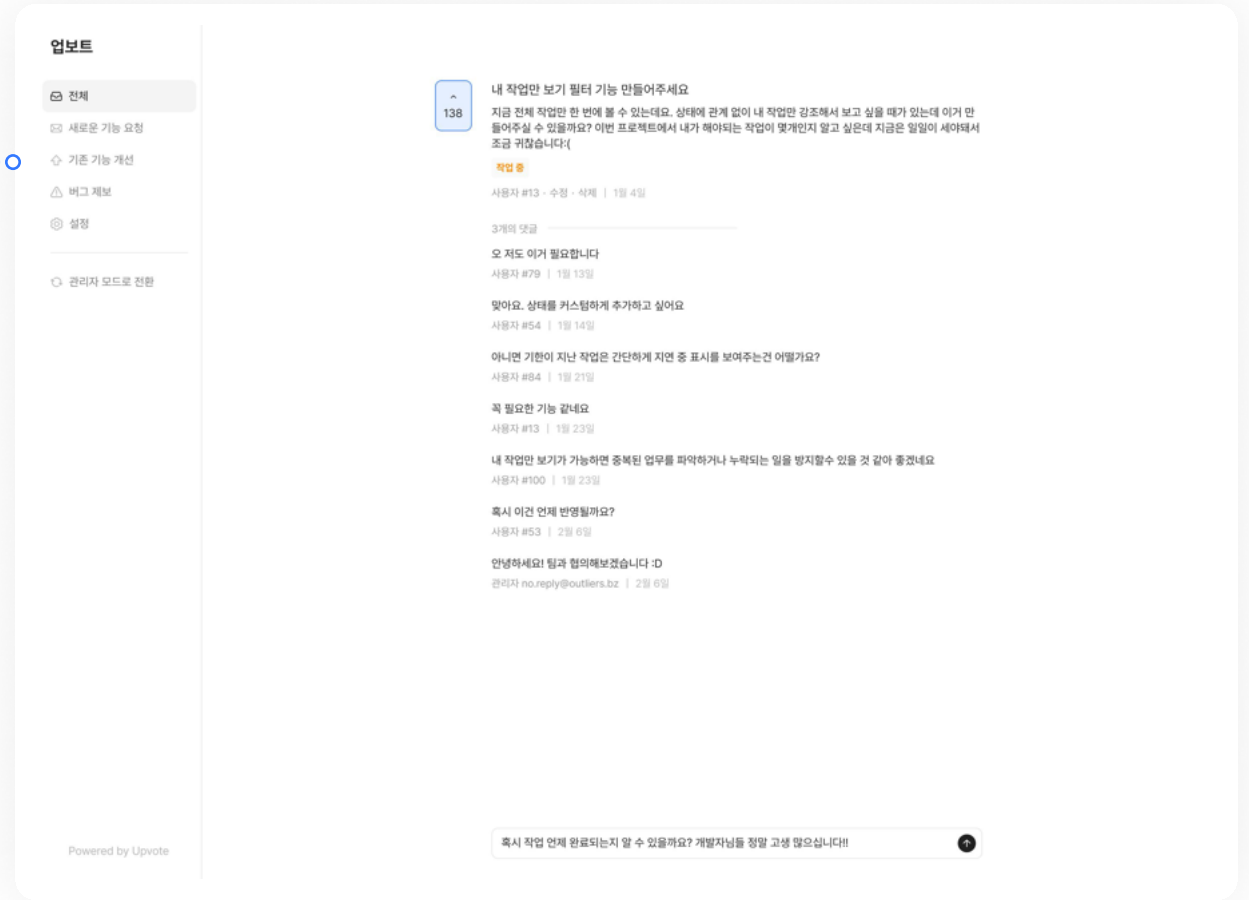 업보트
전체
새로운 기능 요청
기존 기능 개선
버그 제보
설정
관리자 모드로 전환
Powered by Upvote
138
내 작업만 보기 필터 기능 만들어주세요
지금 전체 작업만 한 번에 볼 수 있는데요. 상태에 관계 없이 내 작업만 강조해서 보고 싶을 때가 있는데 이거 만
들어주실 수 있을까요? 이번 프로젝트에서 내가 해야되는 작업이 몇개인지 알고 싶은데 지금은 일일이 세야돼서
조금 귀찮습니다:(
작업 중
사용자 #13 · 수정 · 삭제 | 1월 4일
3개의 댓글
오 저도 이거 필요합니다
사용자 #79 | 1월 13일
맞아요. 상태를 커스텀하게 추가하고 싶어요
사용자 #54 | 1월 14일
아니면 기한이 지난 작업은 간단하게 지연 중 표시를 보여주는건 어떨가요?
사용자 #84 | 1월 21일
꼭 필요한 기능 같네요
사용자 #13 | 1월 23일
내 작업만 보기가 가능하면 중복된 업무를 파악하거나 누락되는 일을 방지할수 있을 것 같아 좋겠네요
사용자 #100 | 1월 23일
혹시 이건 언제 반영될까요?
사용자 #53 | 2월 6일
안녕하세요! 팀과 협의해보겠습니다 :D
관리자 no.reply@outliers.bz | 2월 6일
혹시 작업 언제 완료되는지 알 수 있을까요? 개발자님들 정말 고생 많으십니다!!